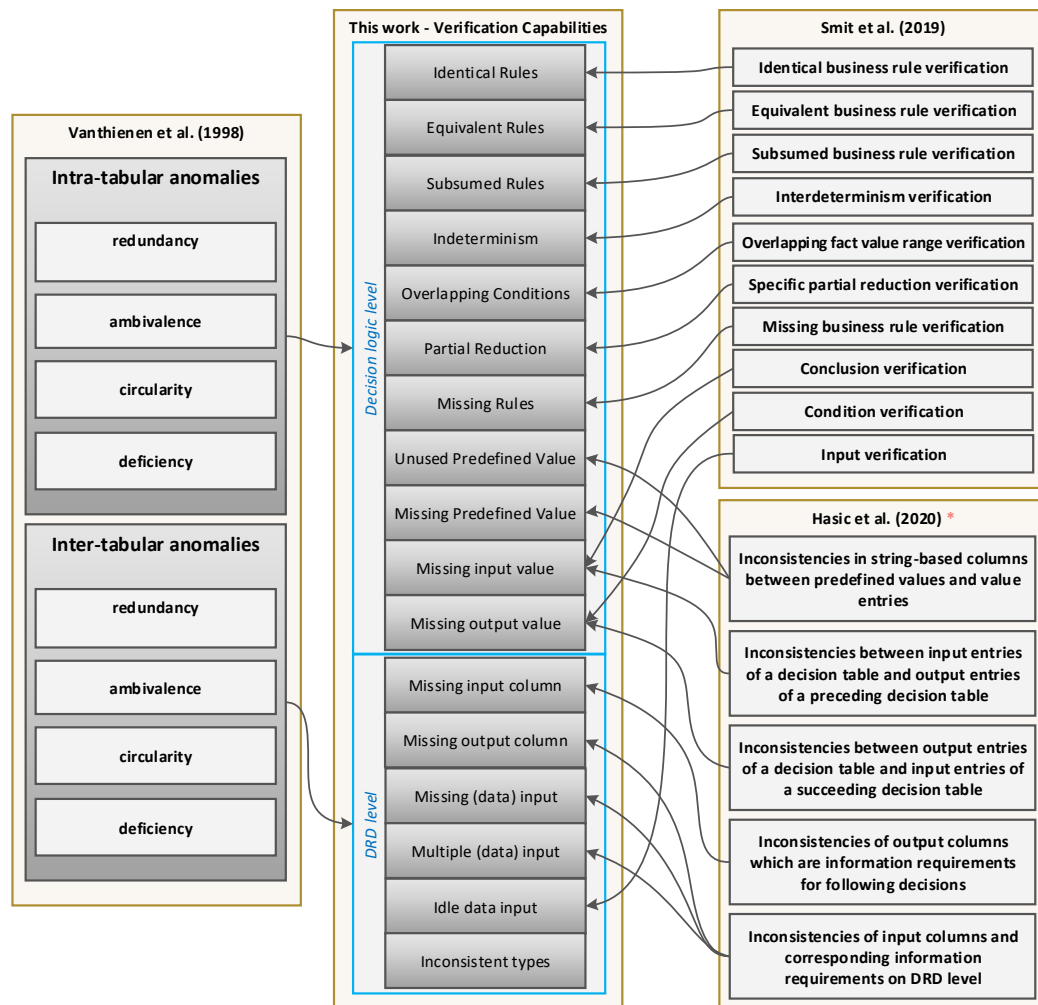 Vanthienen et al. (1998)
Intra-tabular anomalies
redundancy
ambivalence
circularity
deficiency
Inter-tabular anomalies
redundancy
ambivalence
circularity
deficiency
This work - Verification Capabilities
Decision logic level
Identical Rules
Equivalent Rules
Subsumed Rules
Indeterminism
Overlapping Conditions
Partial Reduction
Missing Rules
Unused Predefined Value
Missing Predefined Value
Missing input value
Missing output value
DRD level
Missing input column
Missing output column
Missing (data) input
Multiple (data) input
Idle data input
Inconsistent types
Smit et al. (2019)
Identical business rule verification
Equivalent business rule verification
Subsumed business rule verification
Interdeterminism verification
Overlapping fact value range verification
Specific partial reduction verification
Missing business rule verification
Conclusion verification
Condition verification
Input verification
Hasic et al. (2020) *
Inconsistencies in string-based columns
between predefined values and value
entries
Inconsistencies between input entries
of a decision table and output entries
of a preceding decision table
Inconsistencies between output entries
of a decision table and input entries of
a succeeding decision table
Inconsistencies of output columns
which are information requirements
for following decisions
Inconsistencies of input columns and
corresponding information
requirements on DRD level